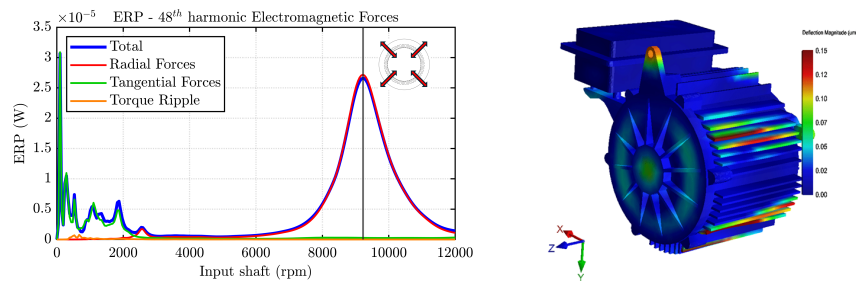 ×10⁻⁵ ERP - 48ᵗʰ harmonic Electromagnetic Forces
3.5
3
2.5
2
1.5
1
0.5
0
ERP (W)
Total
Radial Forces
Tangential Forces
Torque Ripple
0 2000 4000 6000 8000 10000 12000
Input shaft (rpm)
Deflection Magnitude (µm
0.15
0.12
0.10
0.07
0.05
0.02
0.00
X
Z
Y